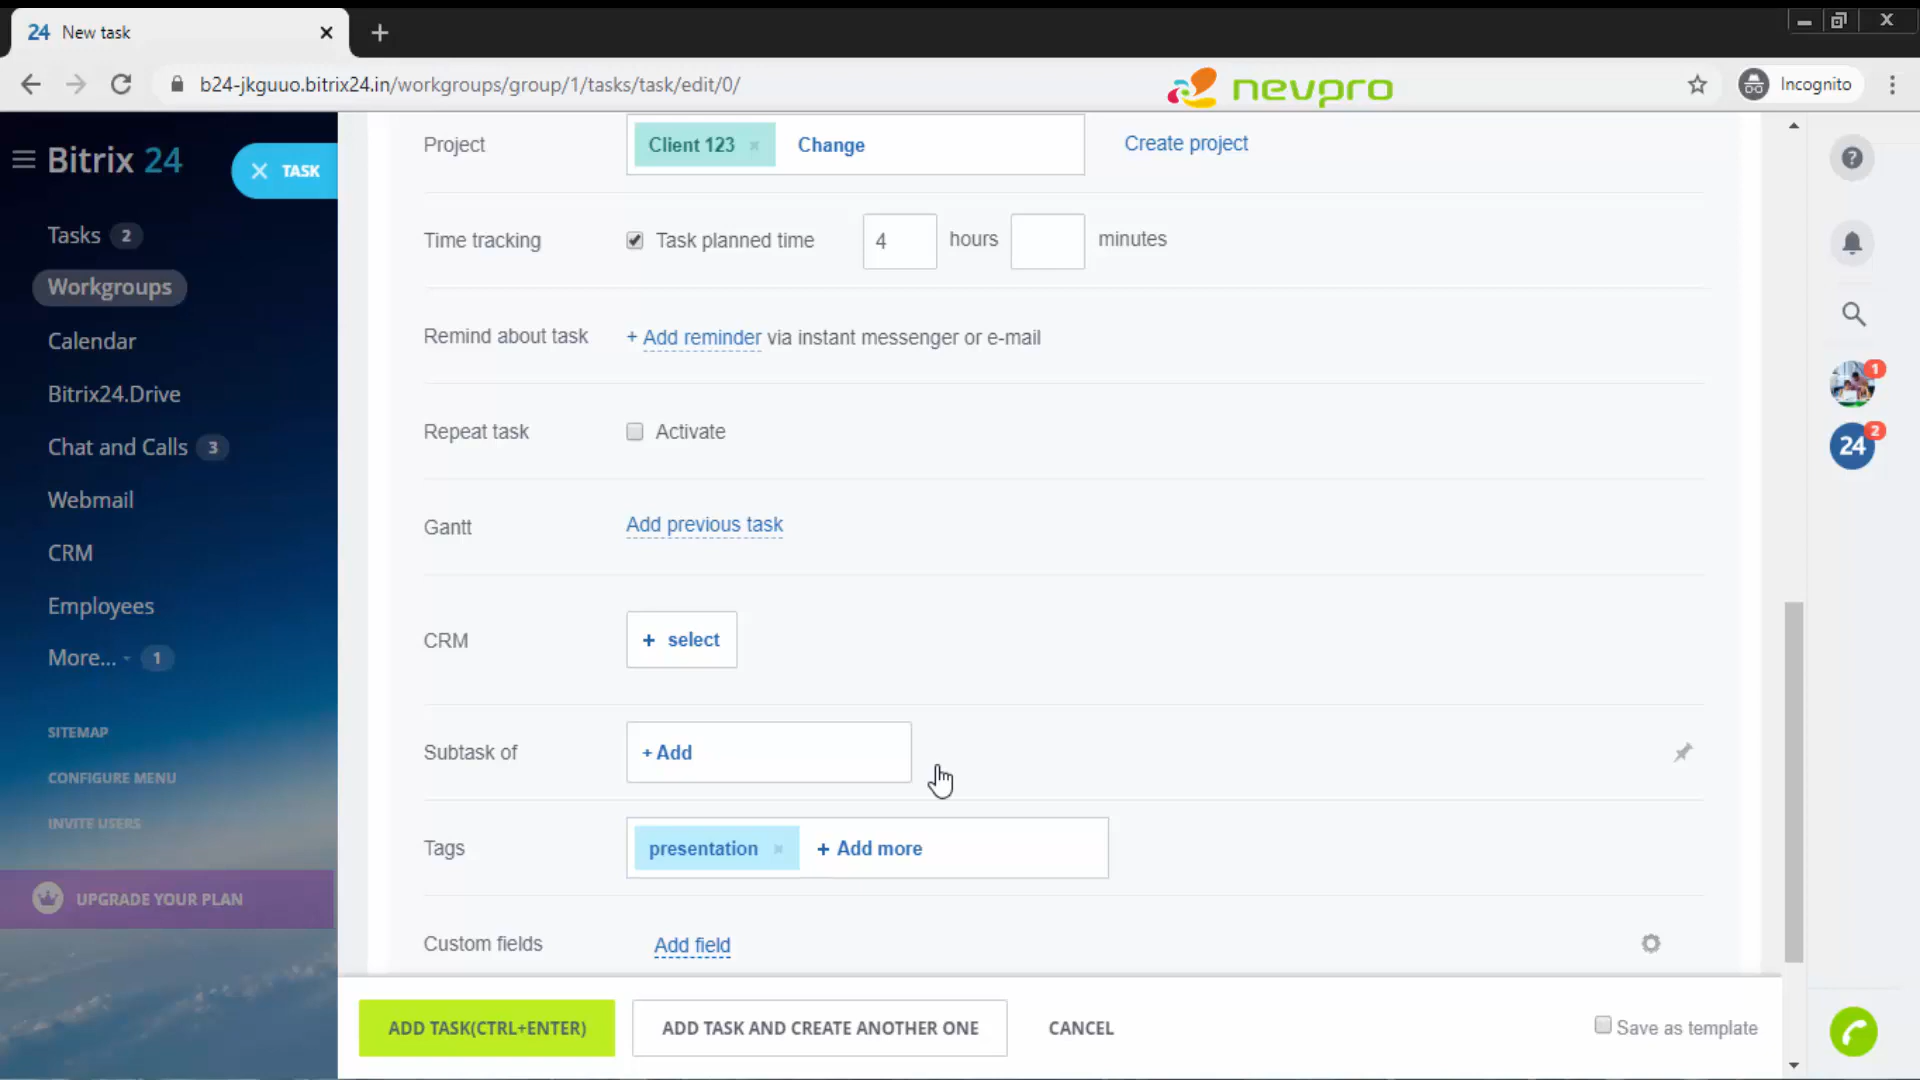 24 New task
b24-jkguuo.bitrix24.in/workgroups/group/1/tasks/task/edit/0/
nevpro
Incognito
Bitrix 24
TASK
Tasks 2
Workgroups
Calendar
Bitrix24.Drive
Chat and Calls 3
Webmail
CRM
Employees
More... 1
SITEMAP
CONFIGURE MENU
INVITE USERS
UPGRADE YOUR PLAN
Project Client 123 × Change Create project
Time tracking Task planned time 4 hours minutes
Remind about task + Add reminder via instant messenger or e-mail
Repeat task Activate
Gantt Add previous task
CRM + select
Subtask of + Add
Tags presentation × + Add more
Custom fields Add field
ADD TASK(CTRL+ENTER) ADD TASK AND CREATE ANOTHER ONE CANCEL Save as template
?
1
24 2